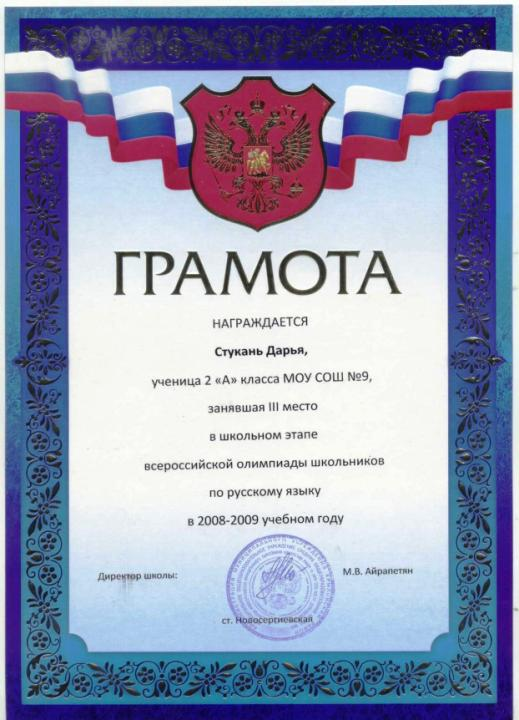 ГРАМОТА
НАГРАЖДАЕТСЯ
Стукань Дарья,
ученица 2 «А» класса МОУ СОШ №9,
занявшая III место
в школьном этапе
всероссийской олимпиады школьников
по русскому языку
в 2008-2009 учебном году
Директор школы: М.В. Айрапетян
ст. Новосергиевская